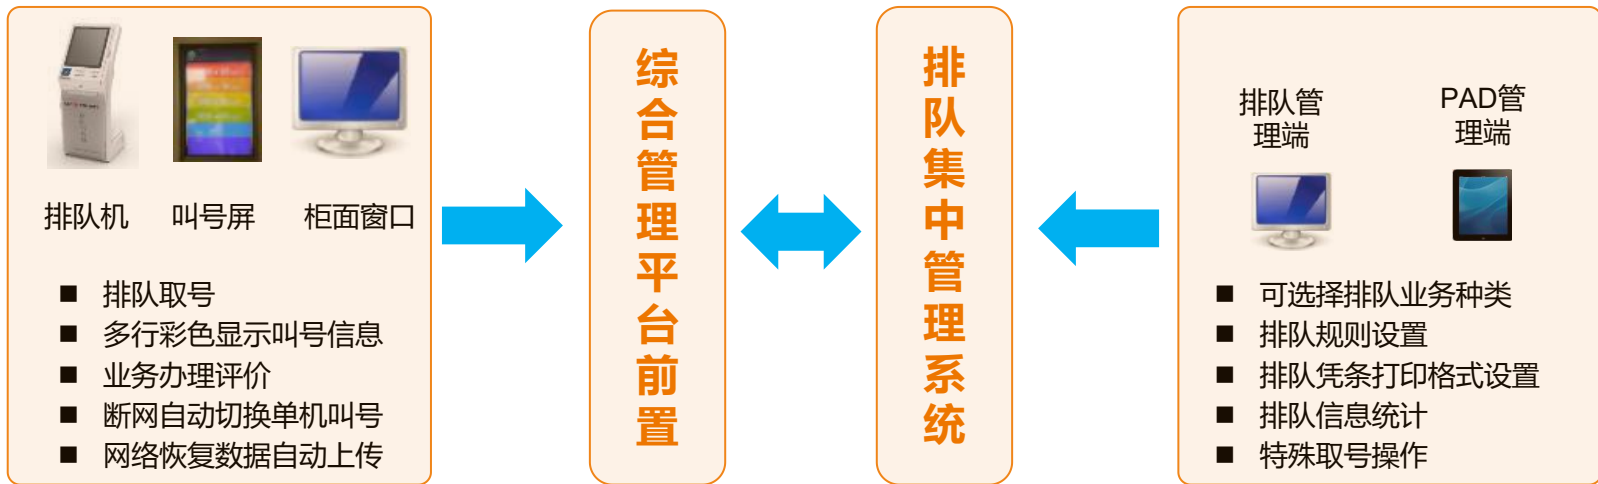 排队机
叫号屏
柜面窗口
排队取号
多行彩色显示叫号信息
业务办理评价
断网自动切换单机叫号
网络恢复数据自动上传
综合管理平台前置
排队集中管理系统
排队管
理端
PAD管
理端
可选择排队业务种类
排队规则设置
排队凭条打印格式设置
排队信息统计
特殊取号操作